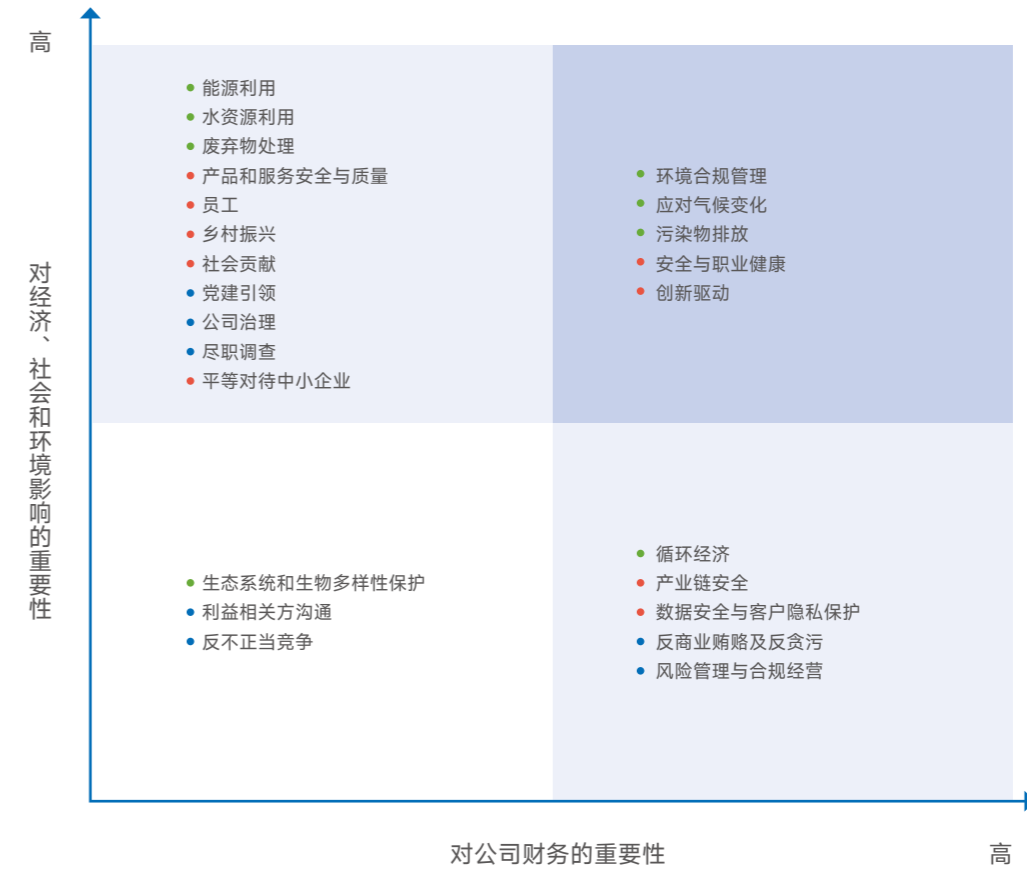 高
对经济、社会和环境影响的重要性
能源利用
水资源利用
废弃物处理
产品和服务安全与质量
员工
乡村振兴
社会贡献
党建引领
公司治理
尽职调查
平等对待中小企业
环境合规管理
应对气候变化
污染物排放
安全与职业健康
创新驱动
生态系统和生物多样性保护
利益相关方沟通
反不正当竞争
循环经济
产业链安全
数据安全与客户隐私保护
反商业贿赂及反贪污
风险管理与合规经营
对公司财务的重要性
高